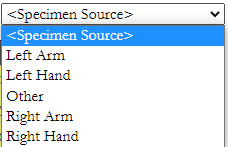 <Specimen Source>
<Specimen Source>
Left Arm
Left Hand
Other
Right Arm
Right Hand